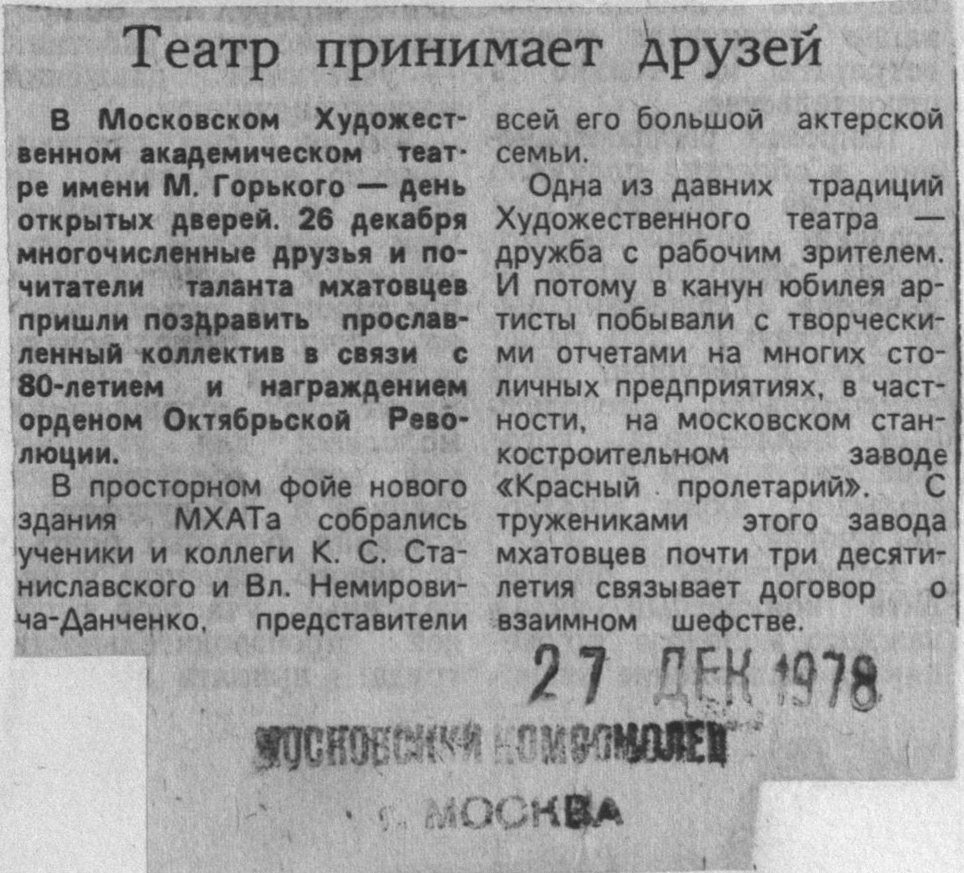 Театр принимает друзей
В Московском Художест-
венном академическом теат-
ре имени М. Горького — день
открытых дверей. 26 декабря
многочисленные друзья и по-
читатели таланта мхатовцев
пришли поздравить прослав-
ленный коллектив в связи с
80-летием и награждением
орденом Октябрьской Рево-
люции.
В просторном фойе нового
здания МХАТа собрались
ученики и коллеги К. С. Ста-
ниславского и Вл. Немирови-
ча-Данченко, представители
всей его большой актерской
семьи.
Одна из давних традиций
Художественного театра —
дружба с рабочим зрителем.
И потому в канун юбилея ар-
тисты побывали с творчески-
ми отчетами на многих сто-
личных предприятиях, в част-
ности, на московском стан-
костроительном заводе
«Красный пролетарий». С
тружениками этого завода
мхатовцев почти три десяти-
летия связывает договор о
взаимном шефстве.
27 ДЕК 1978
МОСКОВСКИЙ КОМСОМОЛЕЦ
г. МОСКВА